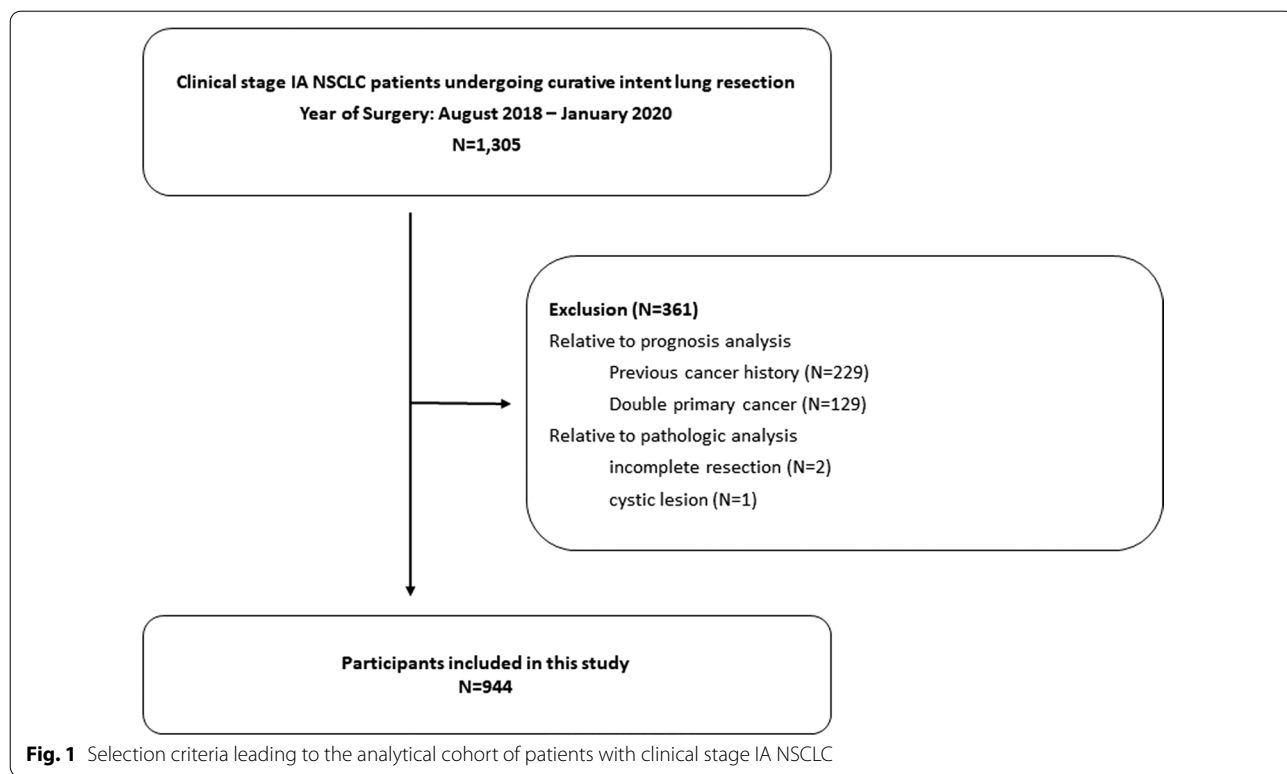 Clinical stage IA NSCLC patients undergoing curative intent lung resection
Year of Surgery: August 2018 – January 2020
N=1,305
Exclusion (N=361)
Relative to prognosis analysis
Previous cancer history (N=229)
Double primary cancer (N=129)
Relative to pathologic analysis
incomplete resection (N=2)
cystic lesion (N=1)
Participants included in this study
N=944
Fig. 1 Selection criteria leading to the analytical cohort of patients with clinical stage IA NSCLC